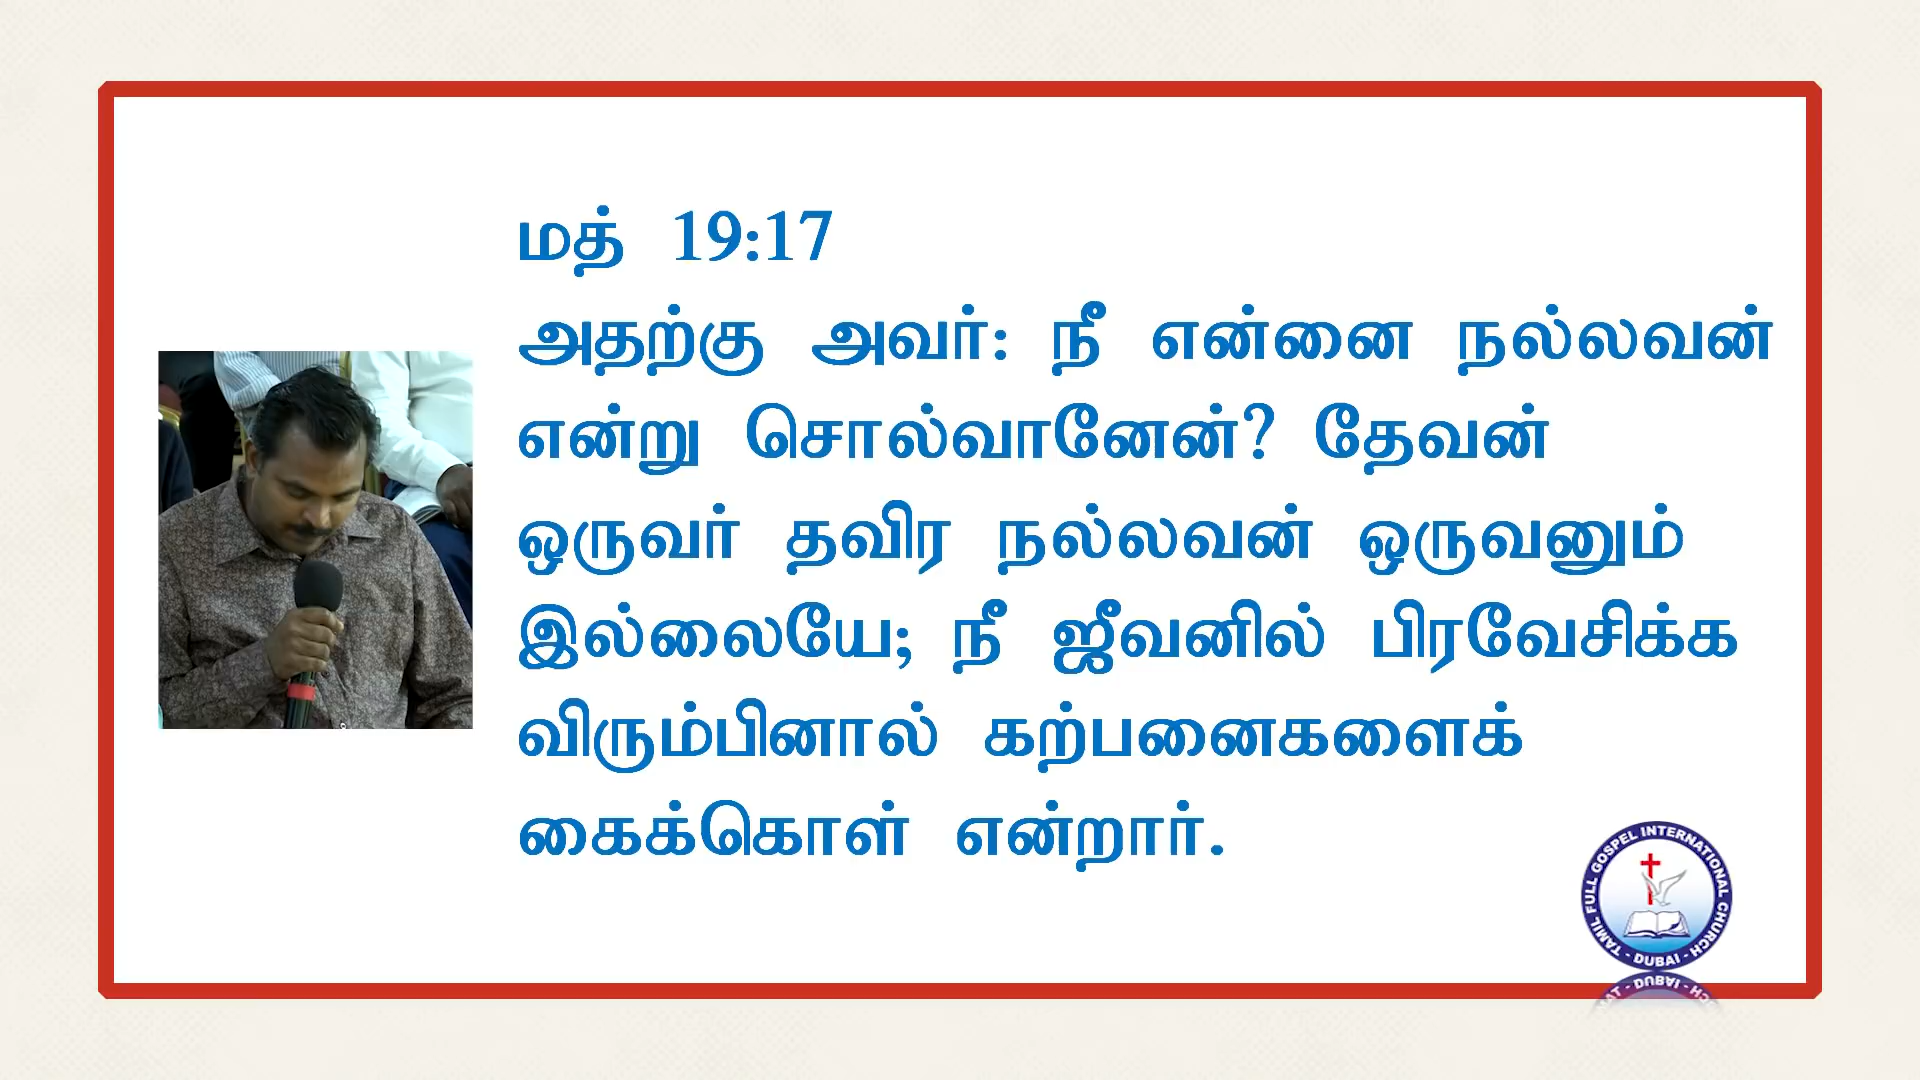 மத் 19:17
அதற்கு அவர்: நீ என்னை நல்லவன்
என்று சொல்வானேன்? தேவன்
ஒருவர் தவிர நல்லவன் ஒருவனும்
இல்லையே; நீ ஜீவனில் பிரவேசிக்க
விரும்பினால் கற்பனைகளைக்
கைக்கொள் என்றார்.
TAMIL FULL GOSPEL INTERNATIONAL CHURCH - DUBAI -